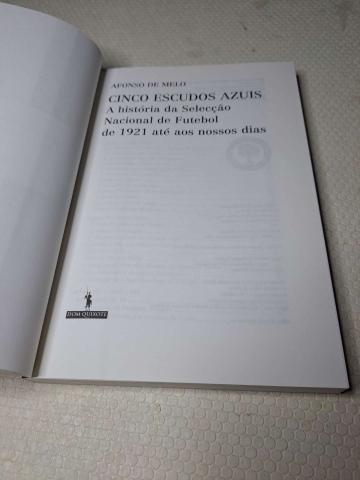 AFONSO DE MELO
CINCO ESCUDOS AZUIS
A história da Selecção
Nacional de Futebol
de 1921 até aos nossos dias
DOM QUIXOTE